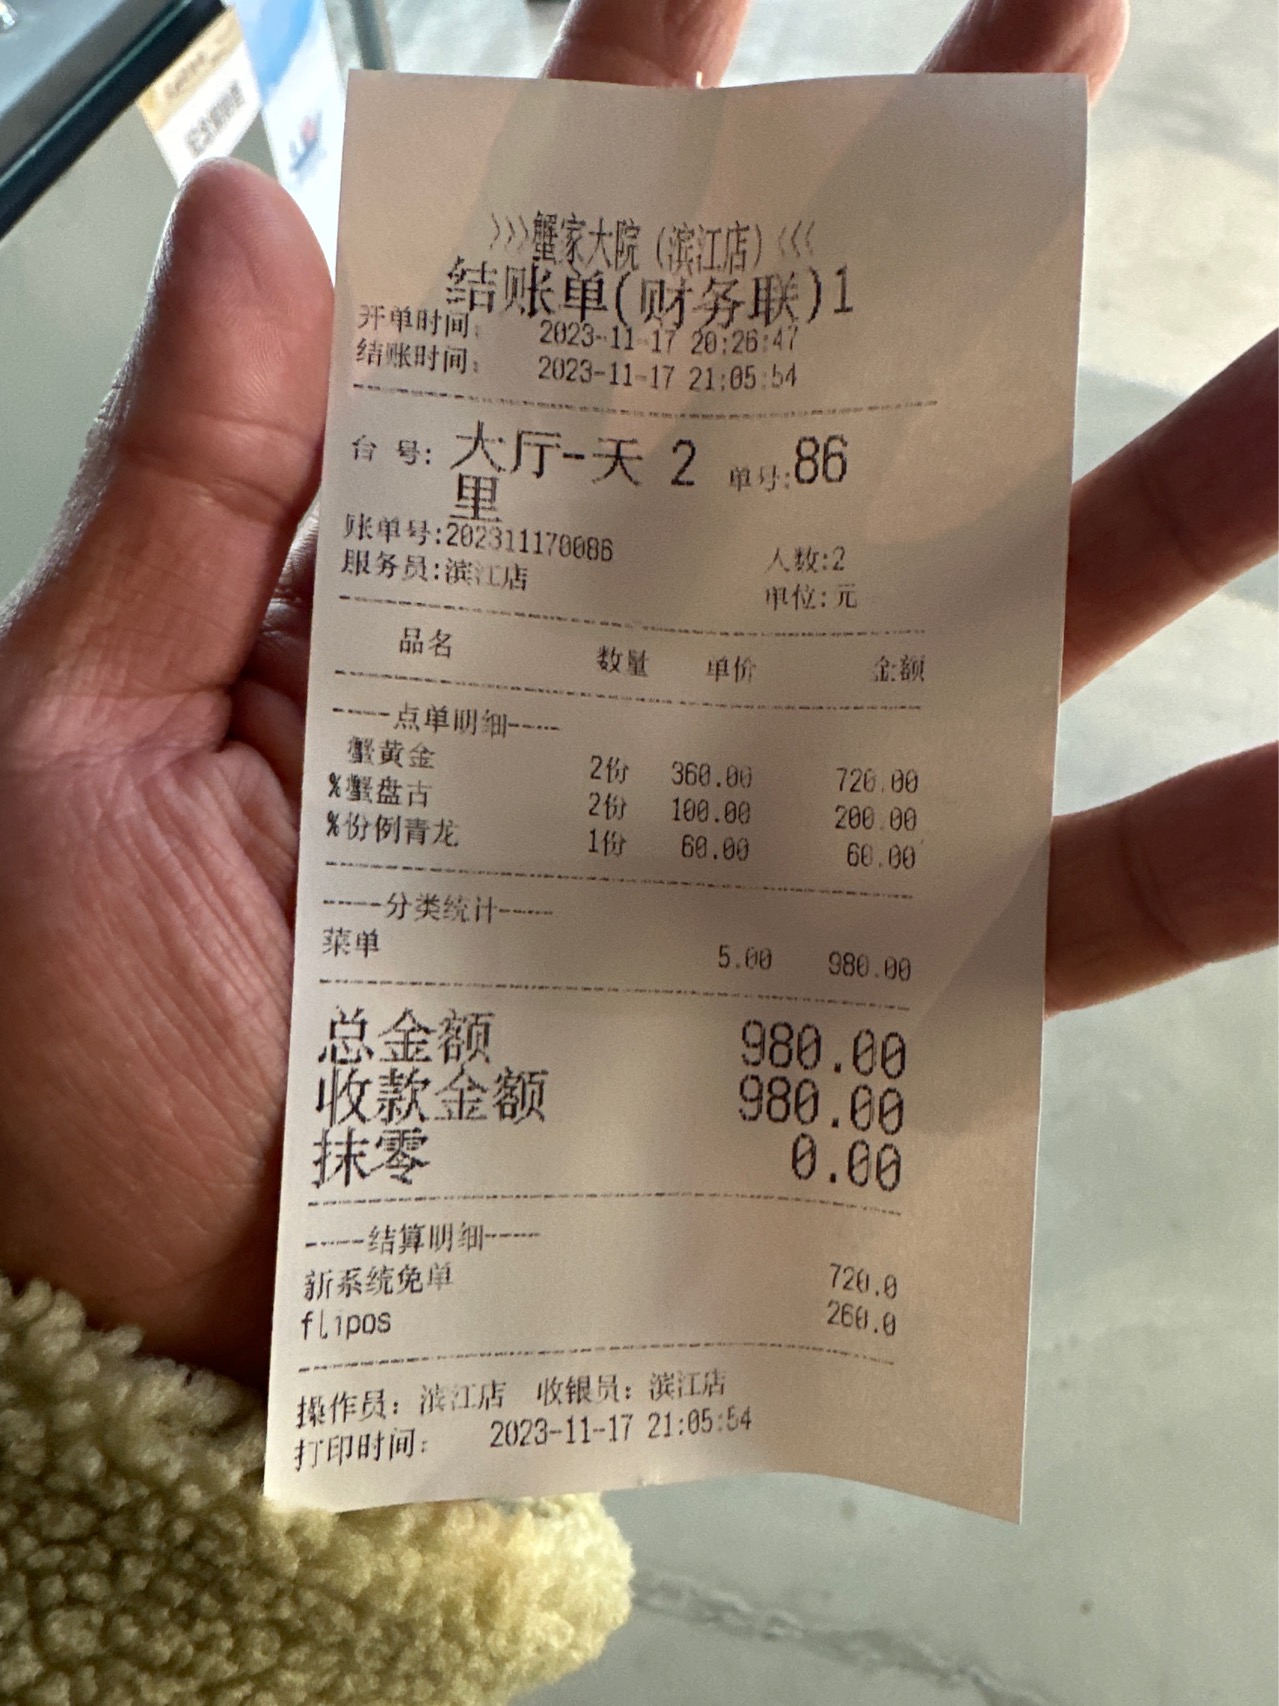 >>>蟹家大院（滨江店）<<<
结账单(财务联)1
开单时间： 2023-11-17 20:26:47
结账时间： 2023-11-17 21:05:54
台 号: 大厅-天 2 单号:86
里
账单号:202311170086 人数:2
服务员:滨江店 单位:元
品名 数量 单价 金额
-----点单明细-----
蟹黄金 2份 360.00 720.00
%蟹盘古 2份 100.00 200.00
%份例青龙 1份 60.00 60.00
-----分类统计-----
菜单 5.00 980.00
总金额 980.00
收款金额 980.00
抹零 0.00
-----结算明细-----
新系统免单 720.0
flipos 260.0
操作员: 滨江店 收银员: 滨江店
打印时间: 2023-11-17 21:05:54